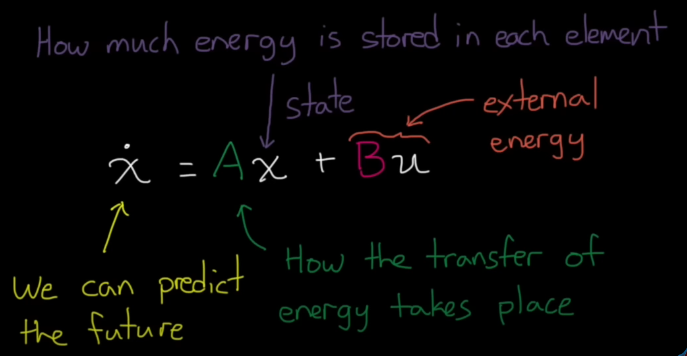 How much energy is stored in each element
state
external
energy
ẋ = Ax + Bu
We can predict
the future
How the transfer of
energy takes place